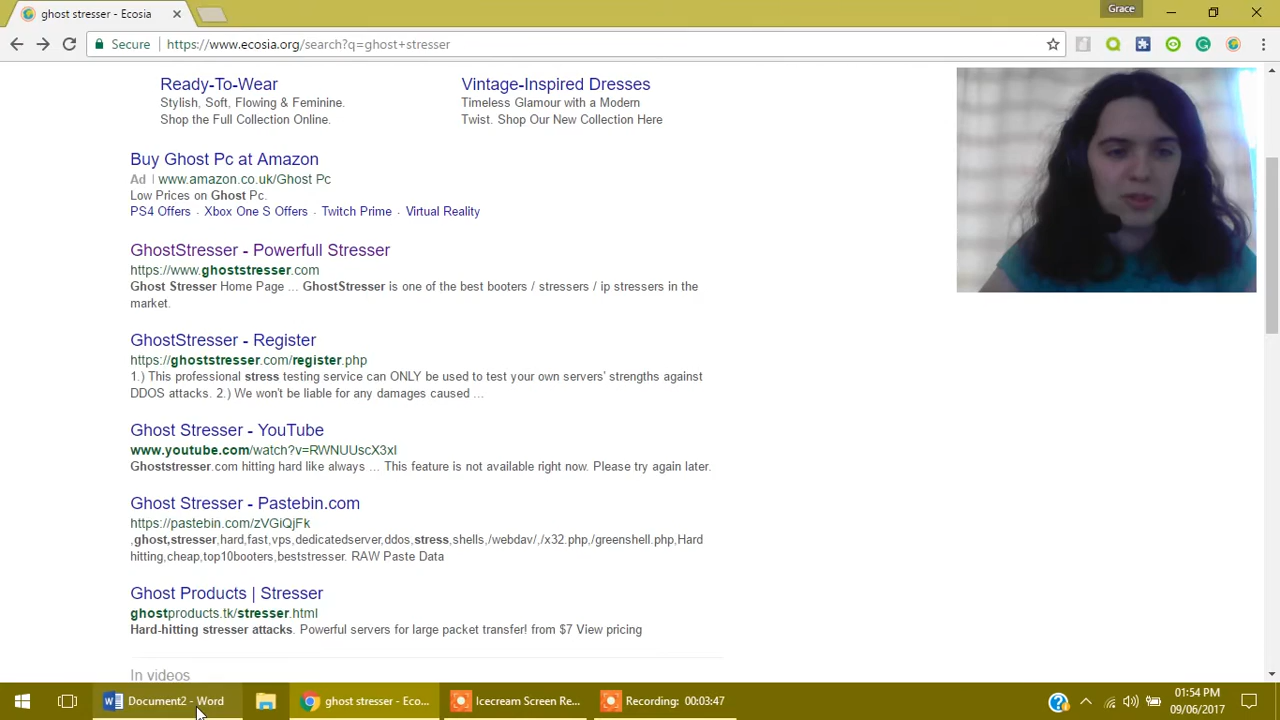 ghost stresser - Ecosia
Grace
Secure
https://www.ecosia.org/search?q=ghost+stresser
Ready-To-Wear
Stylish, Soft, Flowing & Feminine.
Shop the Full Collection Online.
Vintage-Inspired Dresses
Timeless Glamour with a Modern
Twist. Shop Our New Collection Here
Buy Ghost Pc at Amazon
Ad www.amazon.co.uk/Ghost Pc
Low Prices on Ghost Pc.
PS4 Offers · Xbox One S Offers · Twitch Prime · Virtual Reality
GhostStresser - Powerfull Stresser
https://www.ghoststresser.com
Ghost Stresser Home Page ... GhostStresser is one of the best booters / stressers / ip stressers in the
market.
GhostStresser - Register
https://ghoststresser.com/register.php
1.) This professional stress testing service can ONLY be used to test your own servers' strengths against
DDOS attacks. 2.) We won't be liable for any damages caused ...
Ghost Stresser - YouTube
www.youtube.com/watch?v=RWNUUscX3xI
Ghoststresser.com hitting hard like always ... This feature is not available right now. Please try again later.
Ghost Stresser - Pastebin.com
https://pastebin.com/zVGiQjFk
,ghost,stresser,hard,fast,vps,dedicatedserver,ddos,stress,shells,/webdav/,/x32.php,/greenshell.php,Hard
hitting,cheap,top10booters,beststresser. RAW Paste Data
Ghost Products | Stresser
ghostproducts.tk/stresser.html
Hard-hitting stresser attacks. Powerful servers for large packet transfer! from $7 View pricing
In videos
Document2 - Word
ghost stresser - Eco...
Icecream Screen Re...
Recording: 00:03:47
01:54 PM
09/06/2017